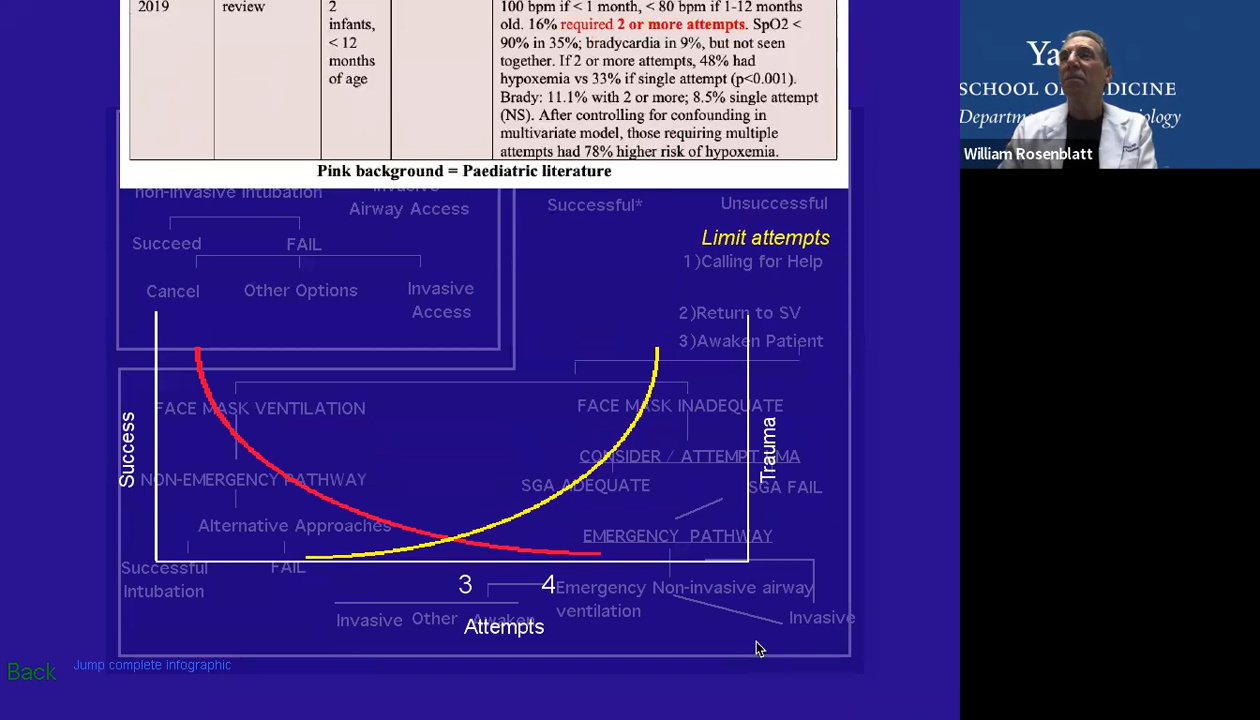 2019
review
2
infants,
< 12
months
of age
100 bpm if < 1 month, < 80 bpm if 1-12 months
old. 16% required 2 or more attempts. SpO2 <
90% in 35%; bradycardia in 9%, but not seen
together. If 2 or more attempts, 48% had
hypoxemia vs 33% if single attempt (p<0.001).
Brady: 11.1% with 2 or more; 8.5% single attempt
(NS). After controlling for confounding in
multivariate model, those requiring multiple
attempts had 78% higher risk of hypoxemia.
Pink background = Paediatric literature
non-invasive intubation
Invasive
Airway Access
Succeed
FAIL
Cancel
Other Options
Invasive
Access
Successful*
Unsuccessful
Limit attempts
1)Calling for Help
2)Return to SV
3)Awaken Patient
FACE MASK VENTILATION
FACE MASK INADEQUATE
CONSIDER / ATTEMPT MA
NON-EMERGENCY PATHWAY
SGA ADEQUATE
SGA FAIL
Alternative Approaches
EMERGENCY PATHWAY
Successful
Intubation
FAIL
Emergency Non-invasive airway
ventilation
Invasive
Invasive Other Awaken
Success
Trauma
3 4
Attempts
Back
Jump complete infographic
SCHOOL OF MEDICINE
William Rosenblatt